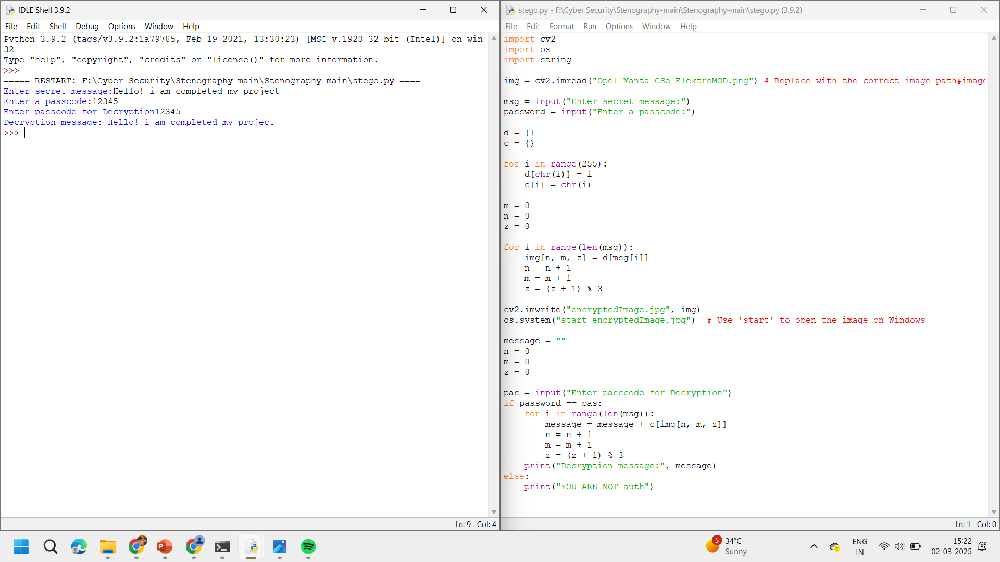 IDLE Shell 3.9.2
File Edit Shell Debug Options Window Help
Python 3.9.2 (tags/v3.9.2:1a79785, Feb 19 2021, 13:30:23) [MSC v.1928 32 bit (Intel)] on win
32
Type "help", "copyright", "credits" or "license()" for more information.
>>>
===== RESTART: F:\Cyber Security\Stenography-main\Stenography-main\stego.py ====
Enter secret message:Hello! i am completed my project
Enter a passcode:12345
Enter passcode for Decryption12345
Decryption message: Hello! i am completed my project
>>>
Ln: 9 Col: 4
stego.py - F:\Cyber Security\Stenography-main\Stenography-main\stego.py (3.9.2)
File Edit Format Run Options Window Help
import cv2
import os
import string
img = cv2.imread("Opel Manta GSe ElektroMOD.png") # Replace with the correct image path#image
msg = input("Enter secret message:")
password = input("Enter a passcode:")
d = {}
c = {}
for i in range(255):
    d[chr(i)] = i
    c[i] = chr(i)
m = 0
n = 0
z = 0
for i in range(len(msg)):
    img[n, m, z] = d[msg[i]]
    n = n + 1
    m = m + 1
    z = (z + 1) % 3
cv2.imwrite("encryptedImage.jpg", img)
os.system("start encryptedImage.jpg")  # Use 'start' to open the image on Windows
message = ""
n = 0
m = 0
z = 0
pas = input("Enter passcode for Decryption")
if password == pas:
    for i in range(len(msg)):
        message = message + c[img[n, m, z]]
        n = n + 1
        m = m + 1
        z = (z + 1) % 3
    print("Decryption message:", message)
else:
    print("YOU ARE NOT auth")
Ln: 1 Col: 0
5
34°C
Sunny
ENG
IN
15:22
02-03-2025